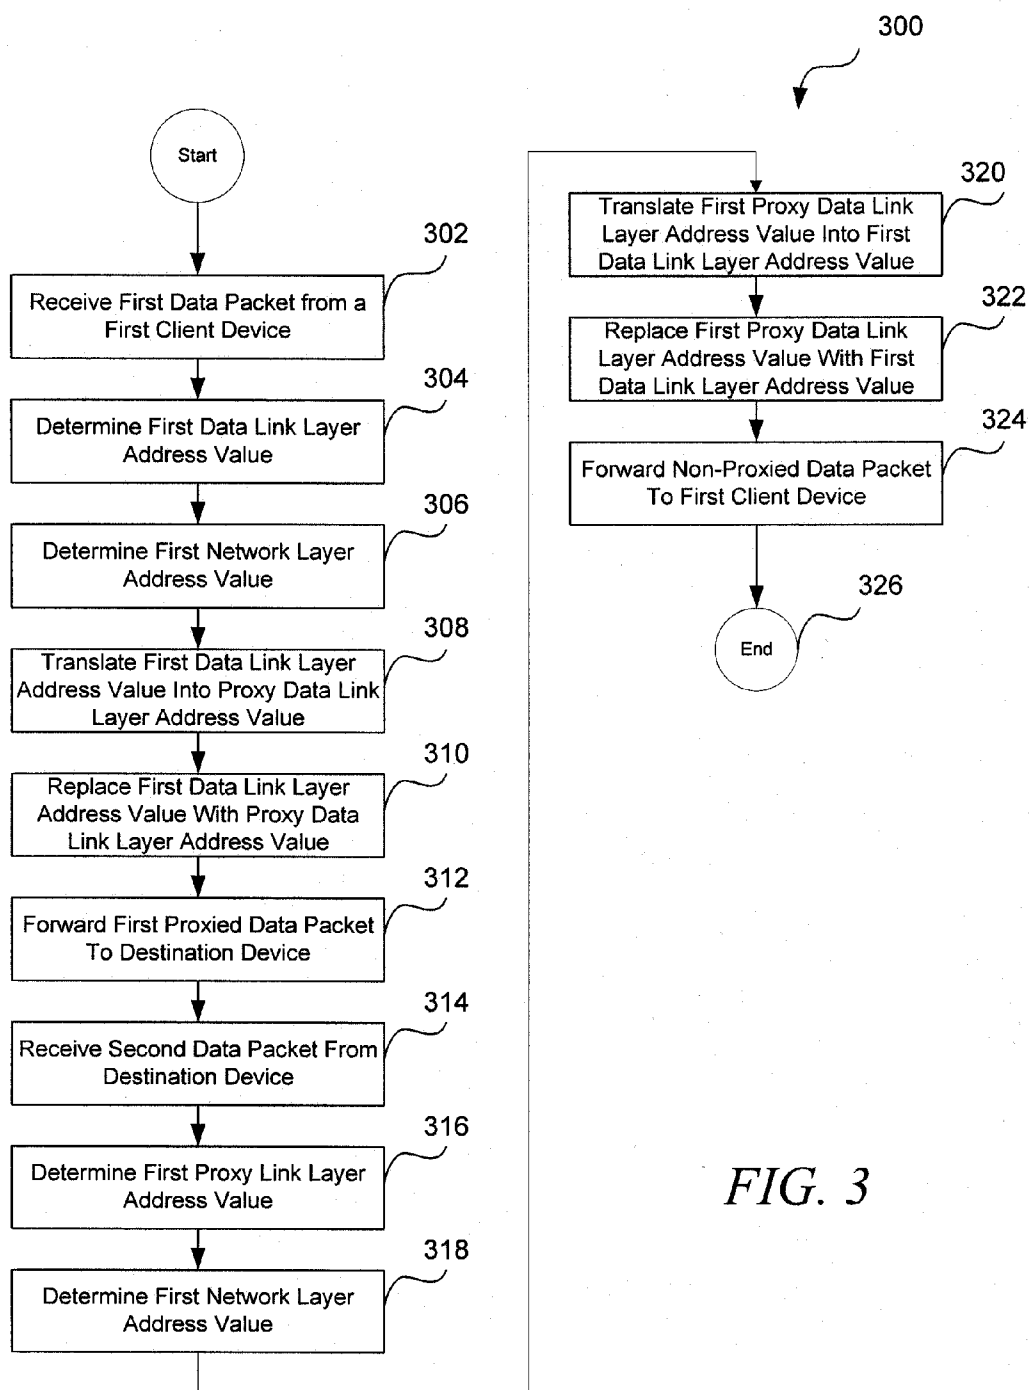 300
Start
302
Receive First Data Packet from a
First Client Device
304
Determine First Data Link Layer
Address Value
306
Determine First Network Layer
Address Value
308
Translate First Data Link Layer
Address Value Into Proxy Data Link
Layer Address Value
310
Replace First Data Link Layer
Address Value With Proxy Data
Link Layer Address Value
312
Forward First Proxied Data Packet
To Destination Device
314
Receive Second Data Packet From
Destination Device
316
Determine First Proxy Link Layer
Address Value
318
Determine First Network Layer
Address Value
320
Translate First Proxy Data Link
Layer Address Value Into First
Data Link Layer Address Value
322
Replace First Proxy Data Link
Layer Address Value With First
Data Link Layer Address Value
324
Forward Non-Proxied Data Packet
To First Client Device
326
End
FIG. 3